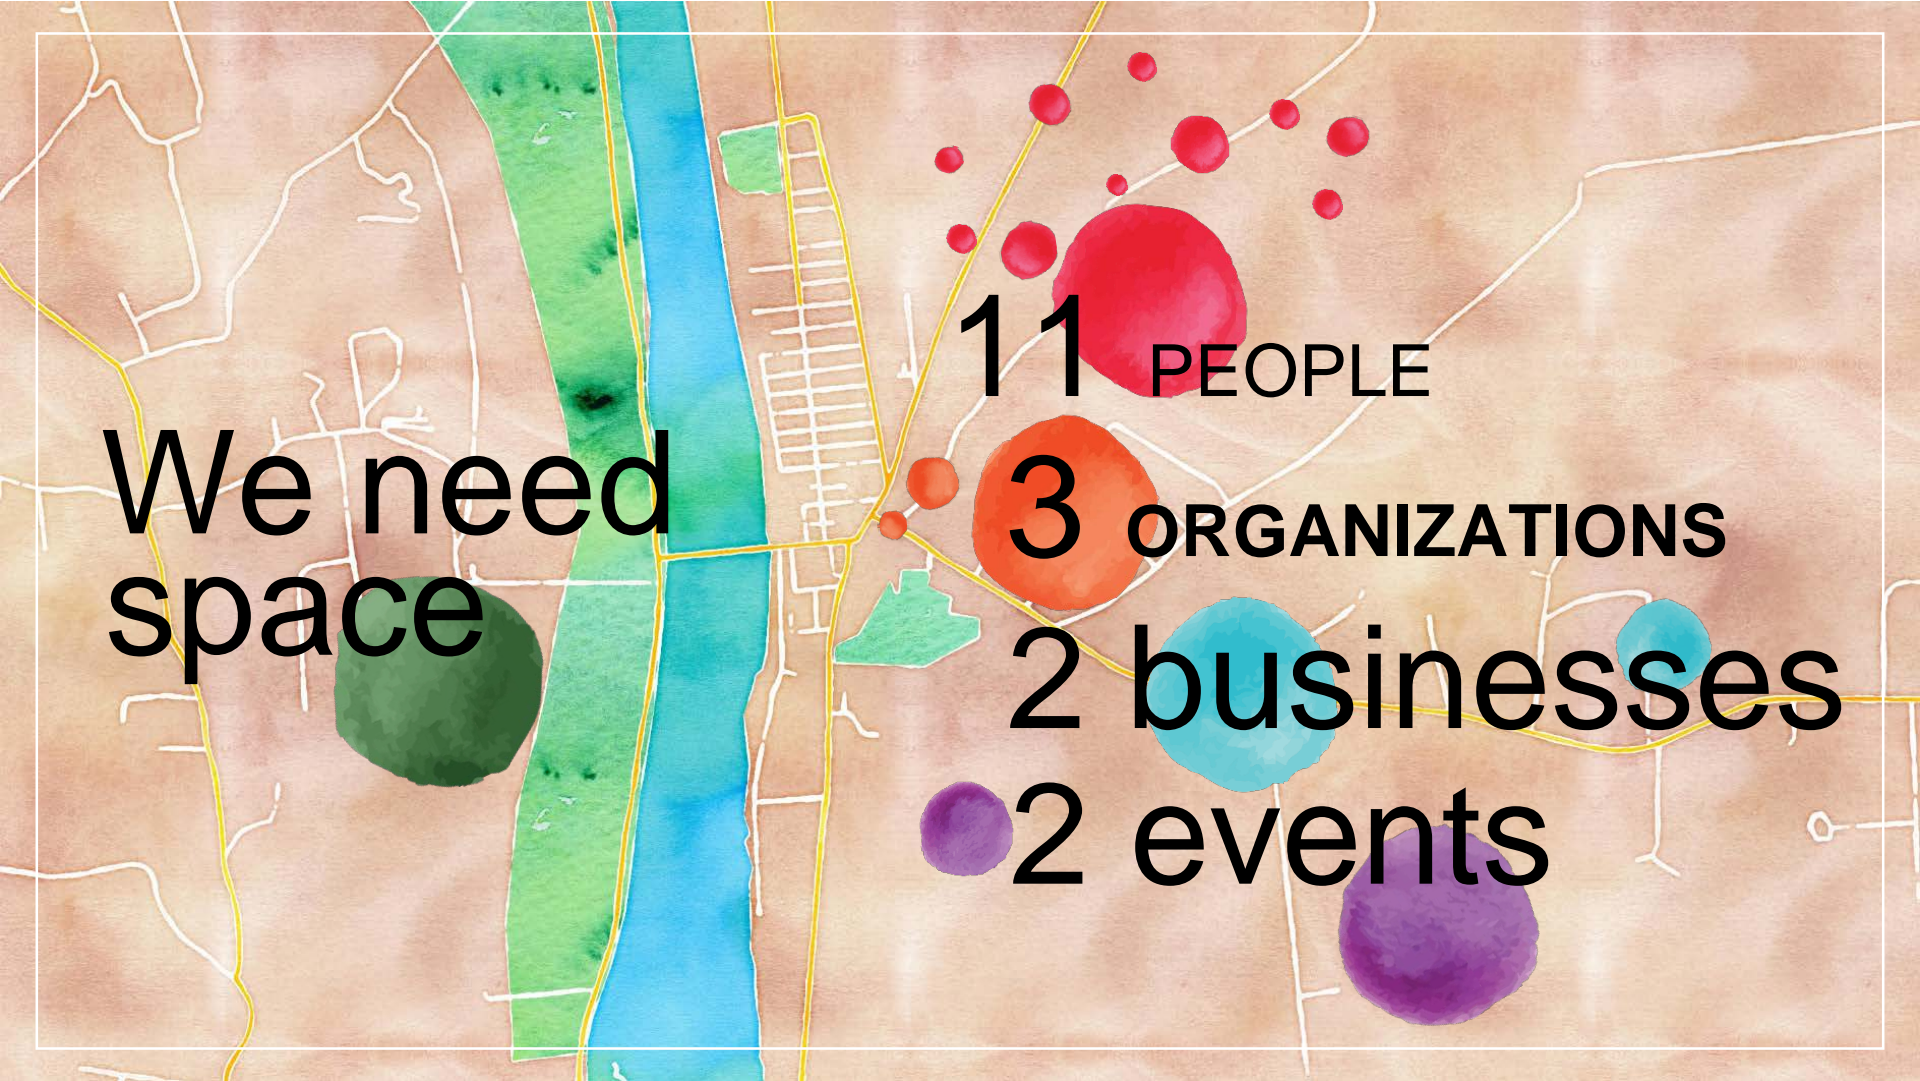 We need
space
11 PEOPLE
3 ORGANIZATIONS
2 businesses
2 events